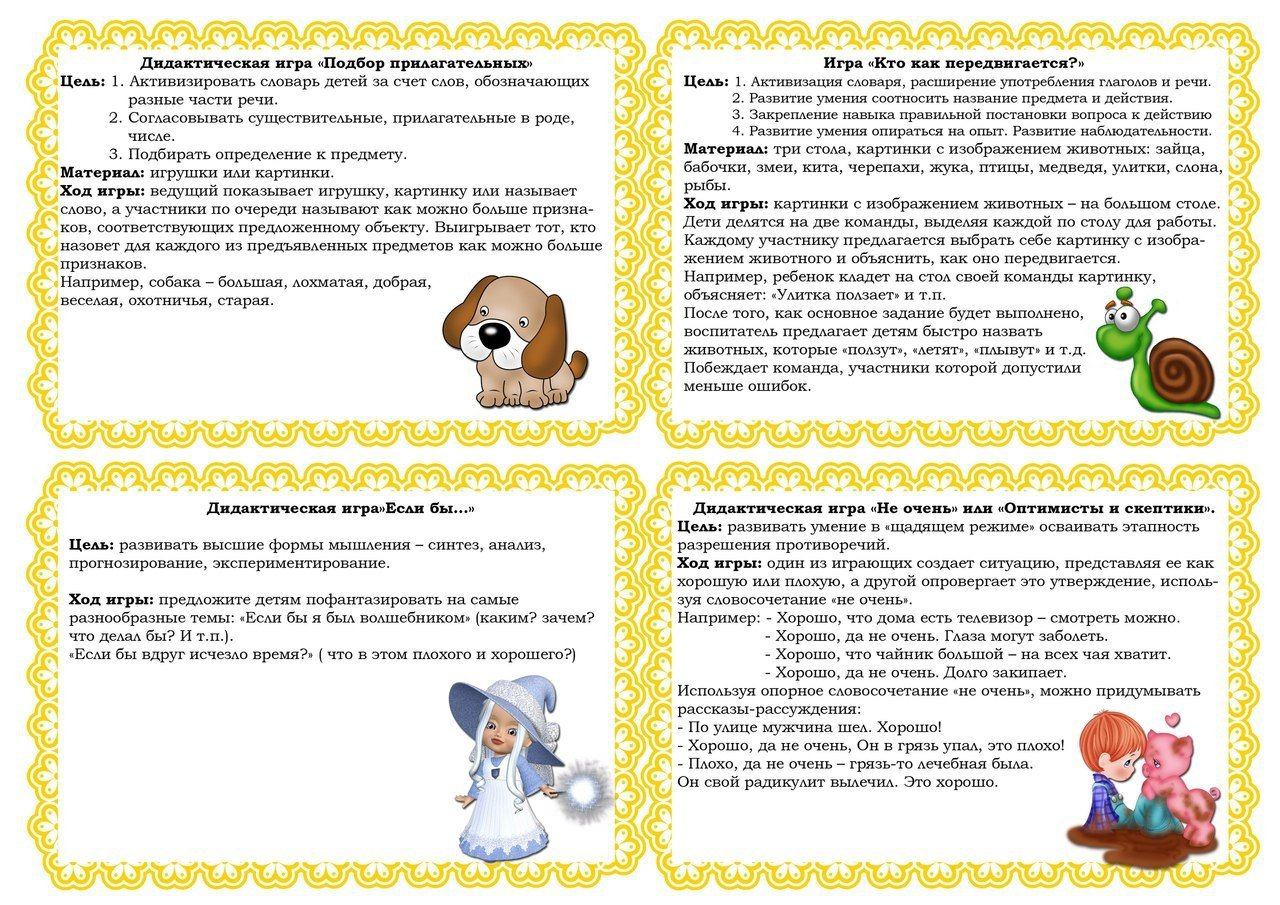 Дидактическая игра «Подбор прилагательных»
Цель: 1. Активизировать словарь детей за счет слов, обозначающих
разные части речи.
2. Согласовывать существительные, прилагательные в роде,
числе.
3. Подбирать определение к предмету.
Материал: игрушки или картинки.
Ход игры: ведущий показывает игрушку, картинку или называет
слово, а участники по очереди называют как можно больше призна-
ков, соответствующих предложенному объекту. Выигрывает тот, кто
назовет для каждого из предъявленных предметов как можно больше
признаков.
Например, собака – большая, лохматая, добрая,
веселая, охотничья, старая.
Игра «Кто как передвигается?»
Цель: 1. Активизация словаря, расширение употребления глаголов и речи.
2. Развитие умения соотносить название предмета и действия.
3. Закрепление навыка правильной постановки вопроса к действию
4. Развитие умения опираться на опыт. Развитие наблюдательности.
Материал: три стола, картинки с изображением животных: зайца,
бабочки, змеи, кита, черепахи, жука, птицы, медведя, улитки, слона,
рыбы.
Ход игры: картинки с изображением животных – на большом столе.
Дети делятся на две команды, выделяя каждой по столу для работы.
Каждому участнику предлагается выбрать себе картинку с изобра-
жением животного и объяснить, как оно передвигается.
Например, ребенок кладет на стол своей команды картинку,
объясняет: «Улитка ползает» и т.п.
После того, как основное задание будет выполнено,
воспитатель предлагает детям быстро назвать
животных, которые «ползут», «летят», «плывут» и т.д.
Побеждает команда, участники которой допустили
меньше ошибок.
Дидактическая игра»Если бы...»
Цель: развивать высшие формы мышления – синтез, анализ,
прогнозирование, экспериментирование.
Ход игры: предложите детям пофантазировать на самые
разнообразные темы: «Если бы я был волшебником» (каким? зачем?
что делал бы? И т.п.).
«Если бы вдруг исчезло время?» ( что в этом плохого и хорошего?)
Дидактическая игра «Не очень» или «Оптимисты и скептики».
Цель: развивать умение в «щадящем режиме» осваивать этапность
разрешения противоречий.
Ход игры: один из играющих создает ситуацию, представляя ее как
хорошую или плохую, а другой опровергает это утверждение, исполь-
зуя словосочетание «не очень».
Например: - Хорошо, что дома есть телевизор – смотреть можно.
- Хорошо, да не очень. Глаза могут заболеть.
- Хорошо, что чайник большой – на всех чая хватит.
- Хорошо, да не очень. Долго закипает.
Используя опорное словосочетание «не очень», можно придумывать
рассказы-рассуждения:
- По улице мужчина шел. Хорошо!
- Хорошо, да не очень, Он в грязь упал, это плохо!
- Плохо, да не очень – грязь-то лечебная была.
Он свой радикулит вылечил. Это хорошо.